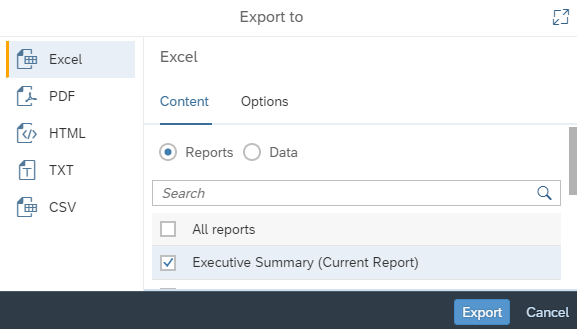 Export to
Excel
PDF
HTML
TXT
CSV
Excel
Content Options
Reports Data
Search
All reports
Executive Summary (Current Report)
Export Cancel